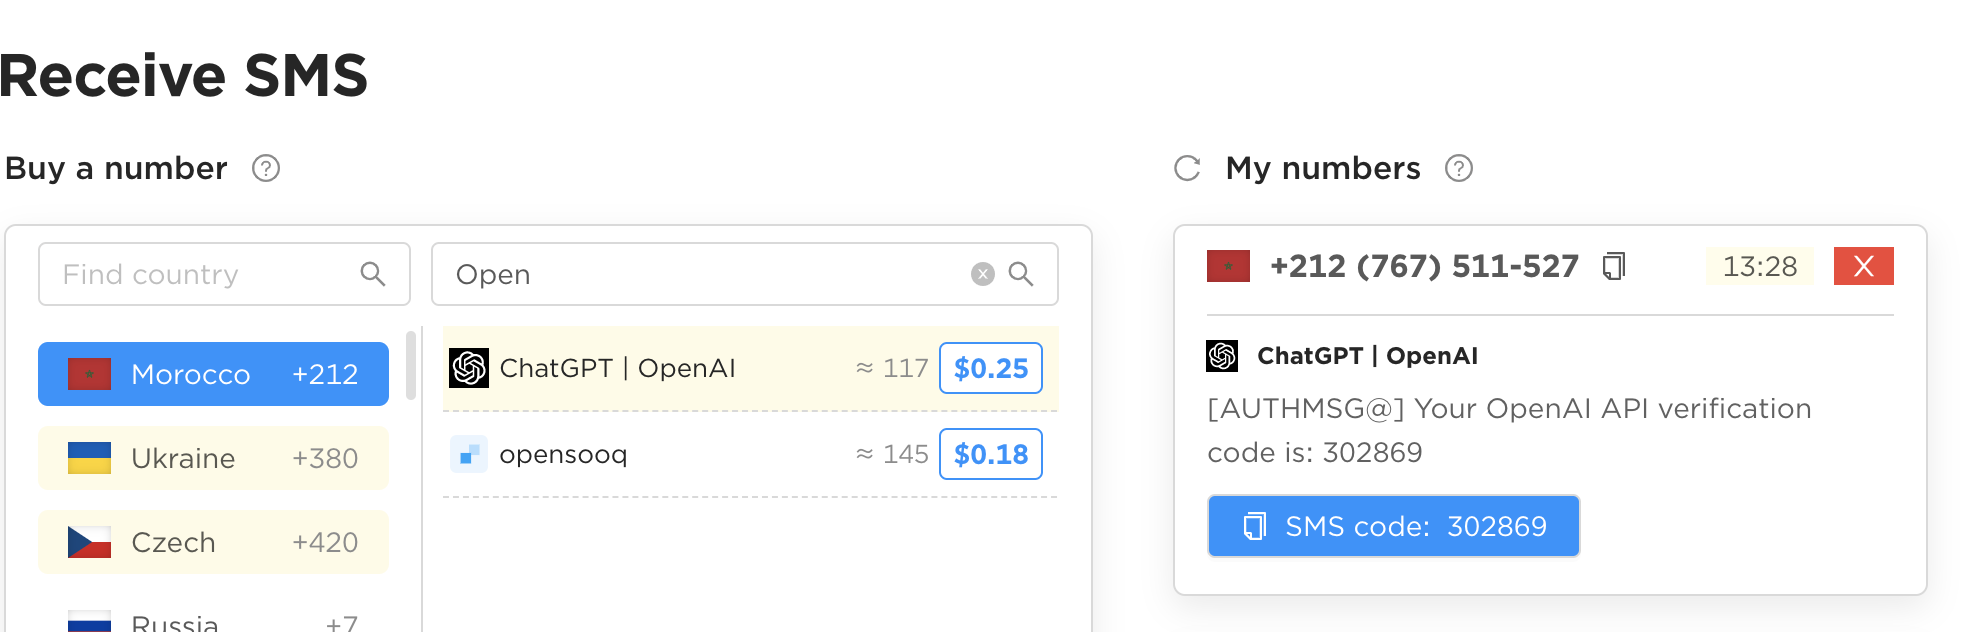 Receive SMS
Buy a number ?
Find country
Open
Morocco +212
Ukraine +380
Czech +420
Russia +7
ChatGPT | OpenAI ≈ 117 $0.25
opensooq ≈ 145 $0.18
My numbers ?
+212 (767) 511-527 13:28 X
ChatGPT | OpenAI
[AUTHMSG@] Your OpenAI API verification
code is: 302869
SMS code: 302869